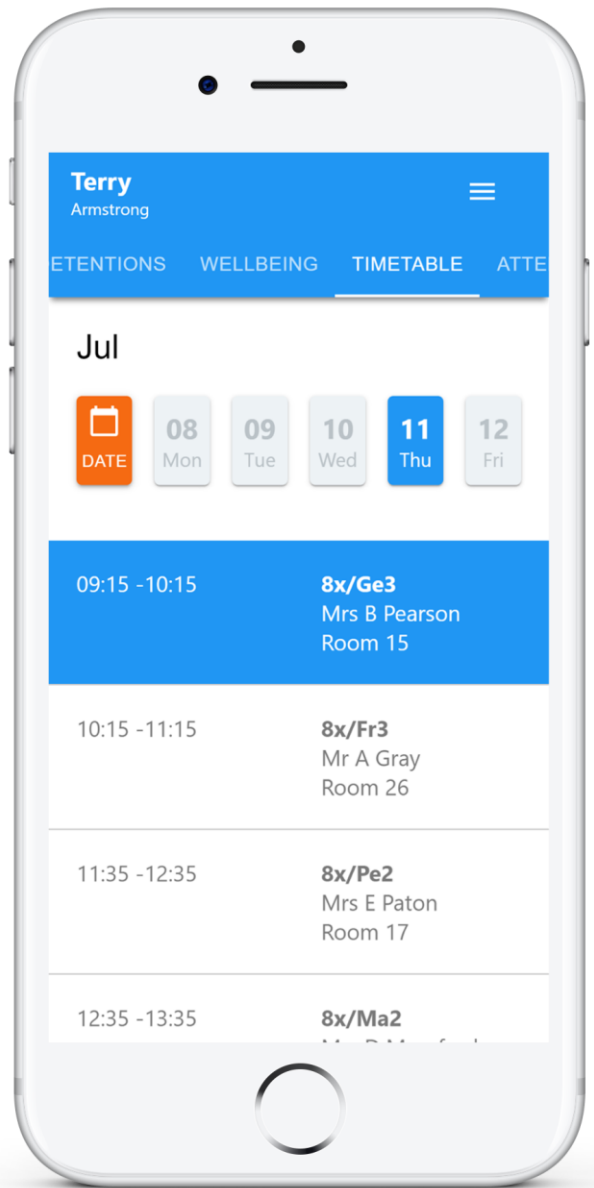 Terry
Armstrong
ETENTIONS WELLBEING TIMETABLE ATTE
Jul
DATE 08 Mon 09 Tue 10 Wed 11 Thu 12 Fri
09:15 -10:15 8x/Ge3
Mrs B Pearson
Room 15
10:15 -11:15 8x/Fr3
Mr A Gray
Room 26
11:35 -12:35 8x/Pe2
Mrs E Paton
Room 17
12:35 -13:35 8x/Ma2